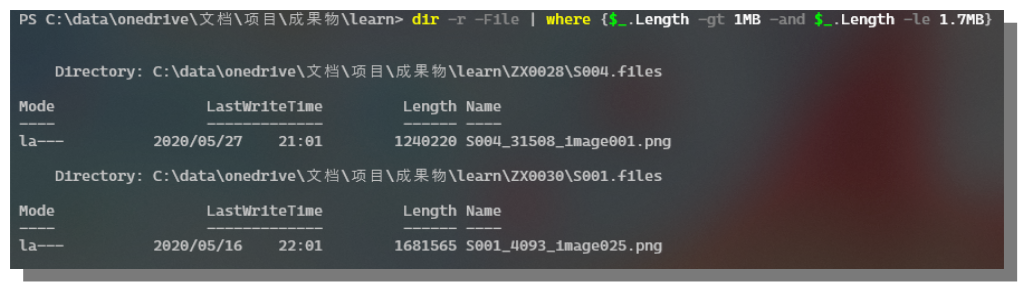 PS C:\data\onedrive\文档\项目\成果物\learn> dir -r -File | where {$_.Length -gt 1MB -and $_.Length -le 1.7MB}
Directory: C:\data\onedrive\文档\项目\成果物\learn\ZX0028\S004.files
Mode LastWriteTime Length Name
---- ------------- ------ ----
la--- 2020/05/27 21:01 1240220 S004_31508_image001.png
Directory: C:\data\onedrive\文档\项目\成果物\learn\ZX0030\S001.files
Mode LastWriteTime Length Name
---- ------------- ------ ----
la--- 2020/05/16 22:01 1681565 S001_4093_image025.png